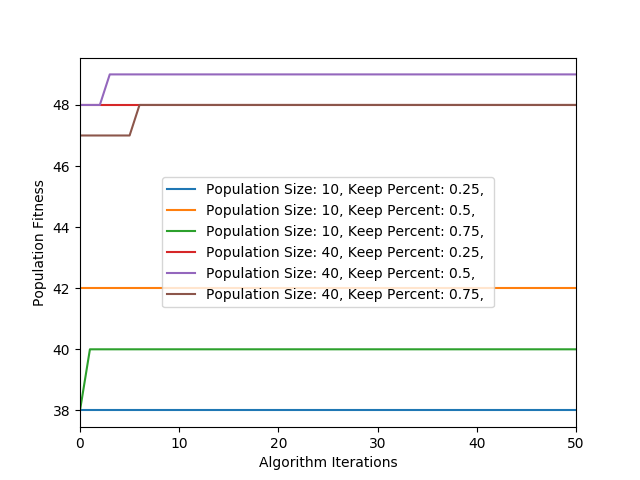 48
46
44
42
40
38
Population Fitness
Population Size: 10, Keep Percent: 0.25,
Population Size: 10, Keep Percent: 0.5,
Population Size: 10, Keep Percent: 0.75,
Population Size: 40, Keep Percent: 0.25,
Population Size: 40, Keep Percent: 0.5,
Population Size: 40, Keep Percent: 0.75,
0 10 20 30 40 50
Algorithm Iterations